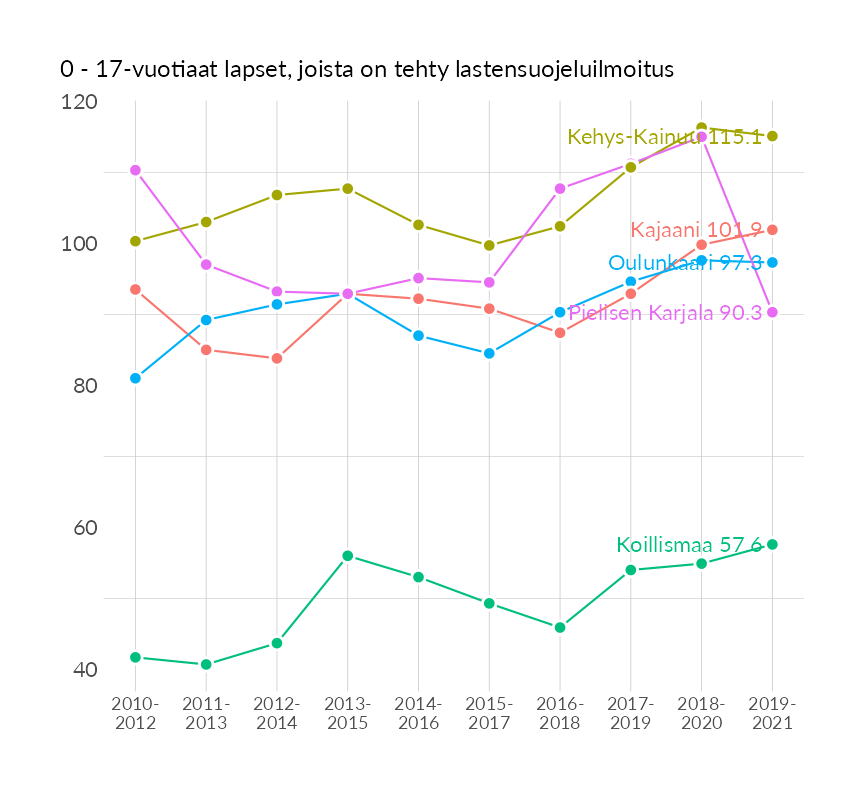 0 - 17-vuotiaat lapset, joista on tehty lastensuojeluilmoitus
120
Kehys-Kainuu 115.1
100
Kajaani 101.9
Oulunkaari 97.3
Pielisen Karjala 90.3
80
60
Koillismaa 57.6
40
2010-2012
2011-2013
2012-2014
2013-2015
2014-2016
2015-2017
2016-2018
2017-2019
2018-2020
2019-2021